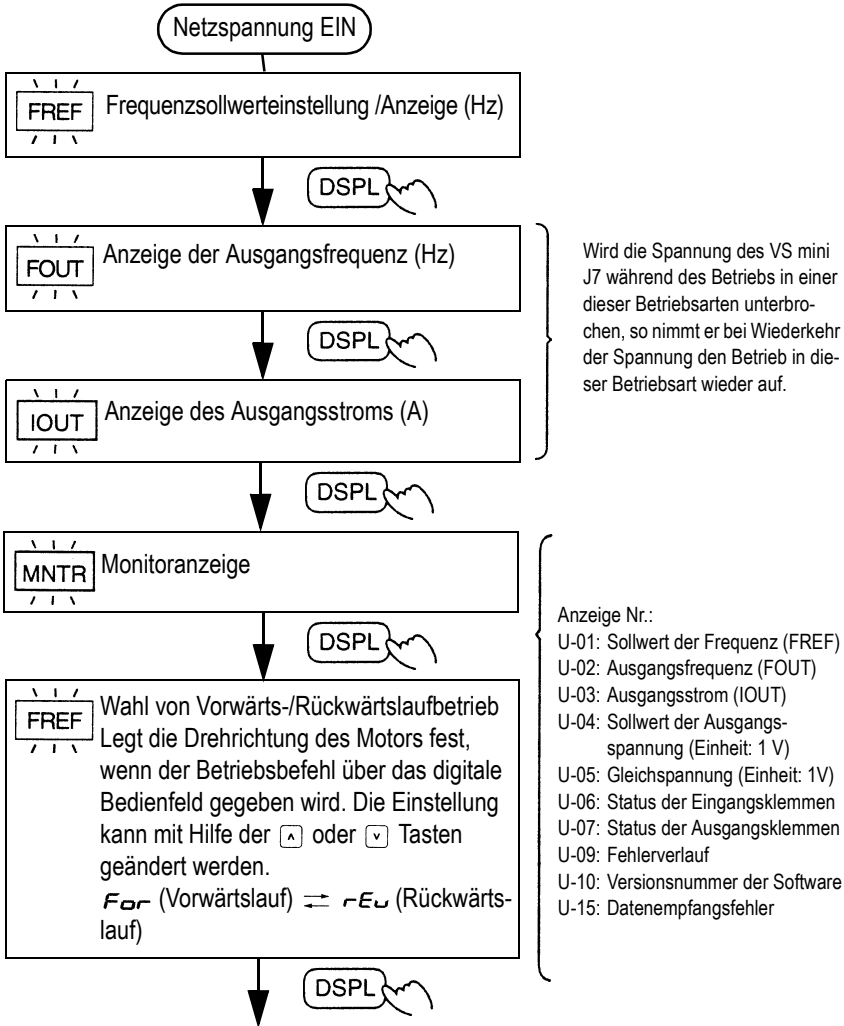 Netzspannung EIN
FREF
Frequenzsollwerteinstellung /Anzeige (Hz)
DSPL
FOUT
Anzeige der Ausgangsfrequenz (Hz)
DSPL
IOUT
Anzeige des Ausgangsstroms (A)
Wird die Spannung des VS mini
J7 während des Betriebs in einer
dieser Betriebsarten unterbro-
chen, so nimmt er bei Wiederkehr
der Spannung den Betrieb in die-
ser Betriebsart wieder auf.
DSPL
MNTR
Monitoranzeige
DSPL
FREF
Wahl von Vorwärts-/Rückwärtslaufbetrieb
Legt die Drehrichtung des Motors fest,
wenn der Betriebsbefehl über das digitale
Bedienfeld gegeben wird. Die Einstellung
kann mit Hilfe der ∧ oder ∨ Tasten
geändert werden.
For (Vorwärtslauf) ⇄ rEu (Rückwärts-
lauf)
Anzeige Nr.:
U-01: Sollwert der Frequenz (FREF)
U-02: Ausgangsfrequenz (FOUT)
U-03: Ausgangsstrom (IOUT)
U-04: Sollwert der Ausgangs-
spannung (Einheit: 1 V)
U-05: Gleichspannung (Einheit: 1V)
U-06: Status der Eingangsklemmen
U-07: Status der Ausgangsklemmen
U-09: Fehlerverlauf
U-10: Versionsnummer der Software
U-15: Datenempfangsfehler
DSPL